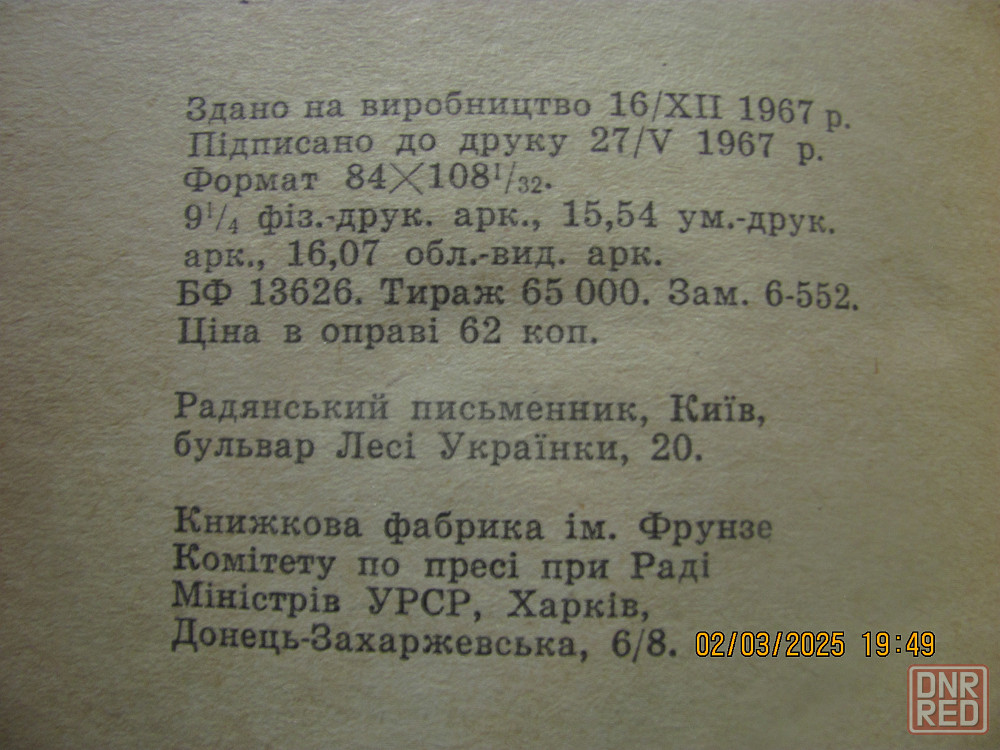 Здано на виробництво 16/XII 1967 р.
Підписано до друку 27/V 1967 р.
Формат 84×108¹/₃₂.
9¹/₄ фіз.-друк. арк., 15,54 ум.-друк.
арк., 16,07 обл.-вид. арк.
БФ 13626. Тираж 65 000. Зам. 6-552.
Ціна в оправі 62 коп.
Радянський письменник, Київ,
бульвар Лесі Українки, 20.
Книжкова фабрика ім. Фрунзе
Комітету по пресі при Раді
Міністрів УРСР, Харків,
Донець-Захаржевська, 6/8.
02/03/2025 19:49
DNR
RED